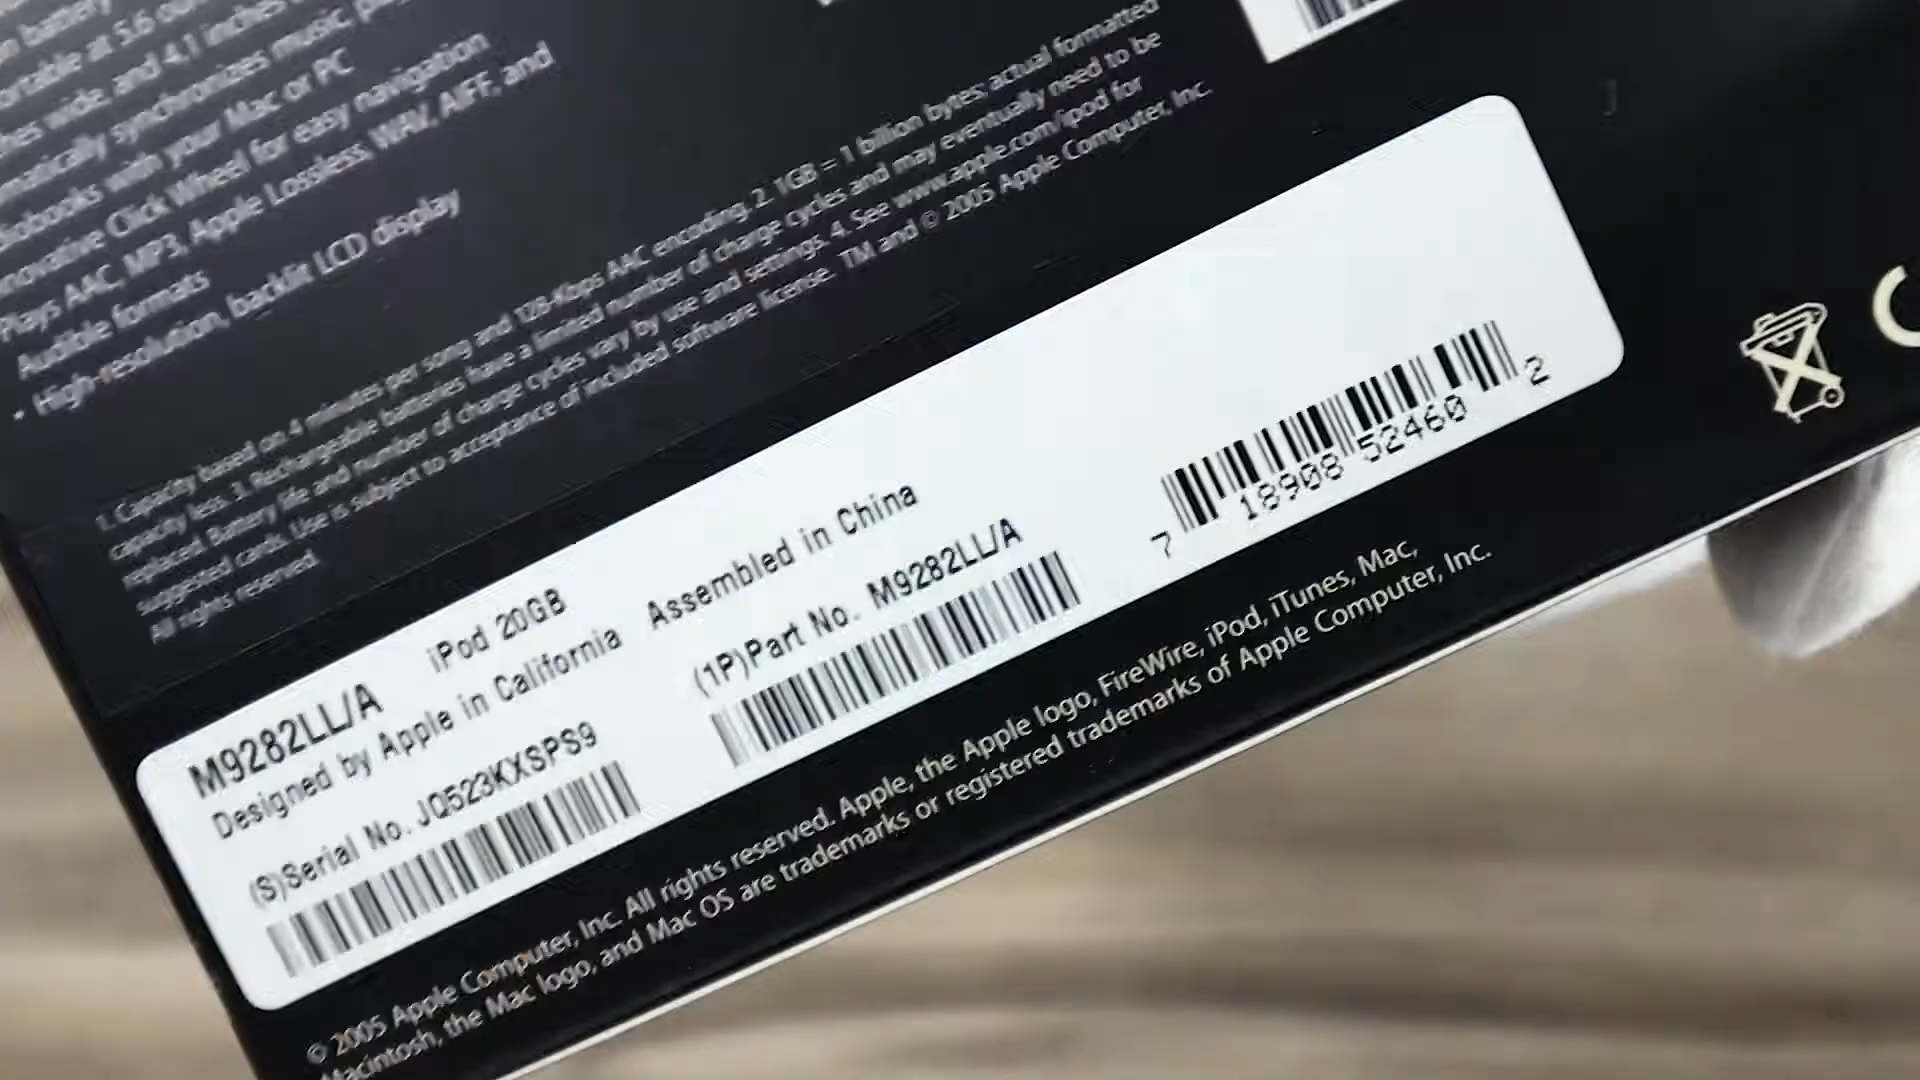 battery
ortable at 5.6
hes wide, and 4.1 inches
matically synchronizes music,
diobooks with your Mac or PC
nnovative Click Wheel for easy navigation
Plays AAC, MP3, Apple Lossless, WAV, AIFF, and
Audible formats
• High-resolution, backlit LCD display
1. Capacity based on 4 minutes per song and 128-Kbps AAC encoding. 2. 1GB = 1 billion bytes; actual formatted
capacity less. 3. Rechargeable batteries have a limited number of charge cycles and may eventually need to be
replaced. Battery life and number of charge cycles vary by use and settings. 4. See www.apple.com/ipod for
suggested cards. Use is subject to acceptance of included software license. TM and © 2005 Apple Computer, Inc.
All rights reserved.
M9282LL/A iPod 20GB
Designed by Apple in California Assembled in China
(S)Serial No. JQ523KXSPS9 (1P)Part No. M9282LL/A
7 18908 52460 2
© 2005 Apple Computer, Inc. All rights reserved. Apple, the Apple logo, FireWire, iPod, iTunes, Mac,
Macintosh, the Mac logo, and Mac OS are trademarks or registered trademarks of Apple Computer, Inc.